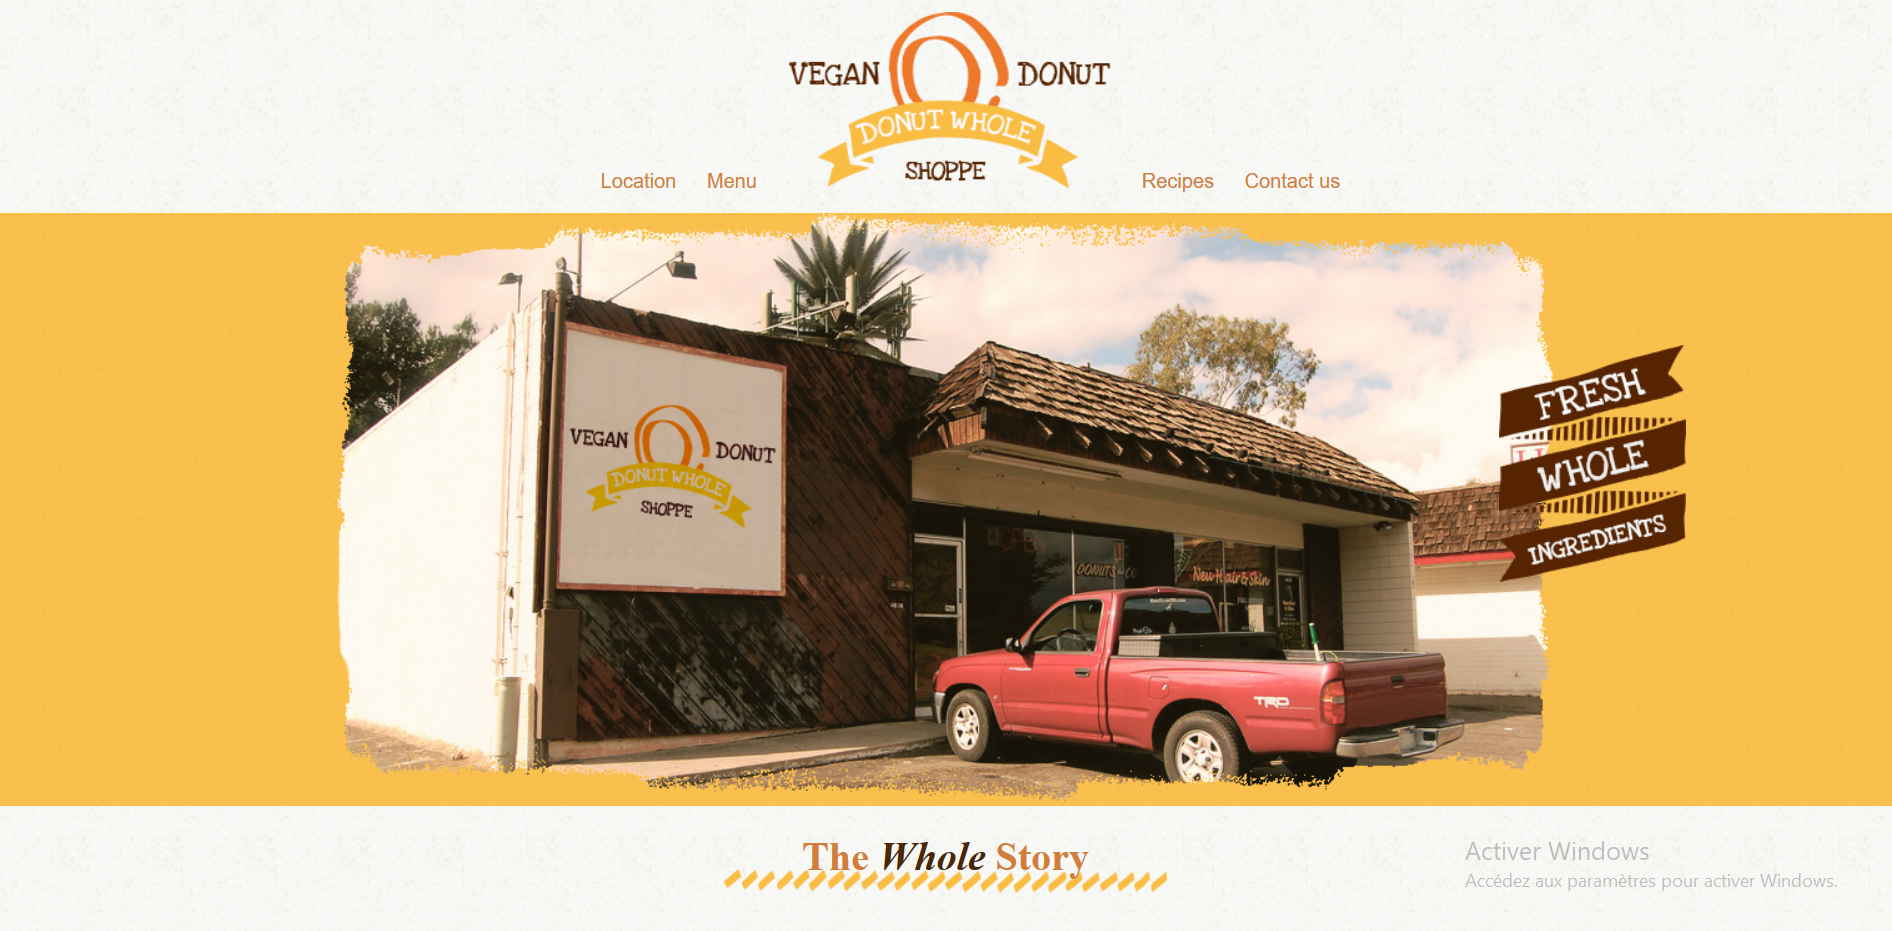 VEGAN DONUT
DONUT WHOLE
SHOPPE
Location Menu Recipes Contact us
VEGAN DONUT
DONUT WHOLE
SHOPPE
FRESH
WHOLE
INGREDIENTS
OPEN
DONUTS
New Hair & Skin
TRD
The Whole Story
Activer Windows
Accédez aux paramètres pour activer Windows.